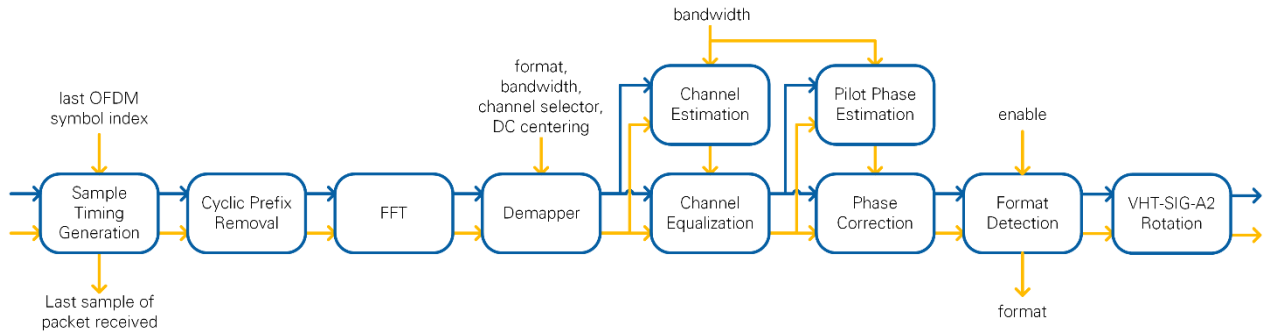 bandwidth
format,
bandwidth,
channel selector,
DC centering
last OFDM
symbol index
Channel
Estimation
Pilot Phase
Estimation
enable
Sample
Timing
Generation
Cyclic Prefix
Removal
FFT
Demapper
Channel
Equalization
Phase
Correction
Format
Detection
VHT-SIG-A2
Rotation
Last sample of
packet received
format